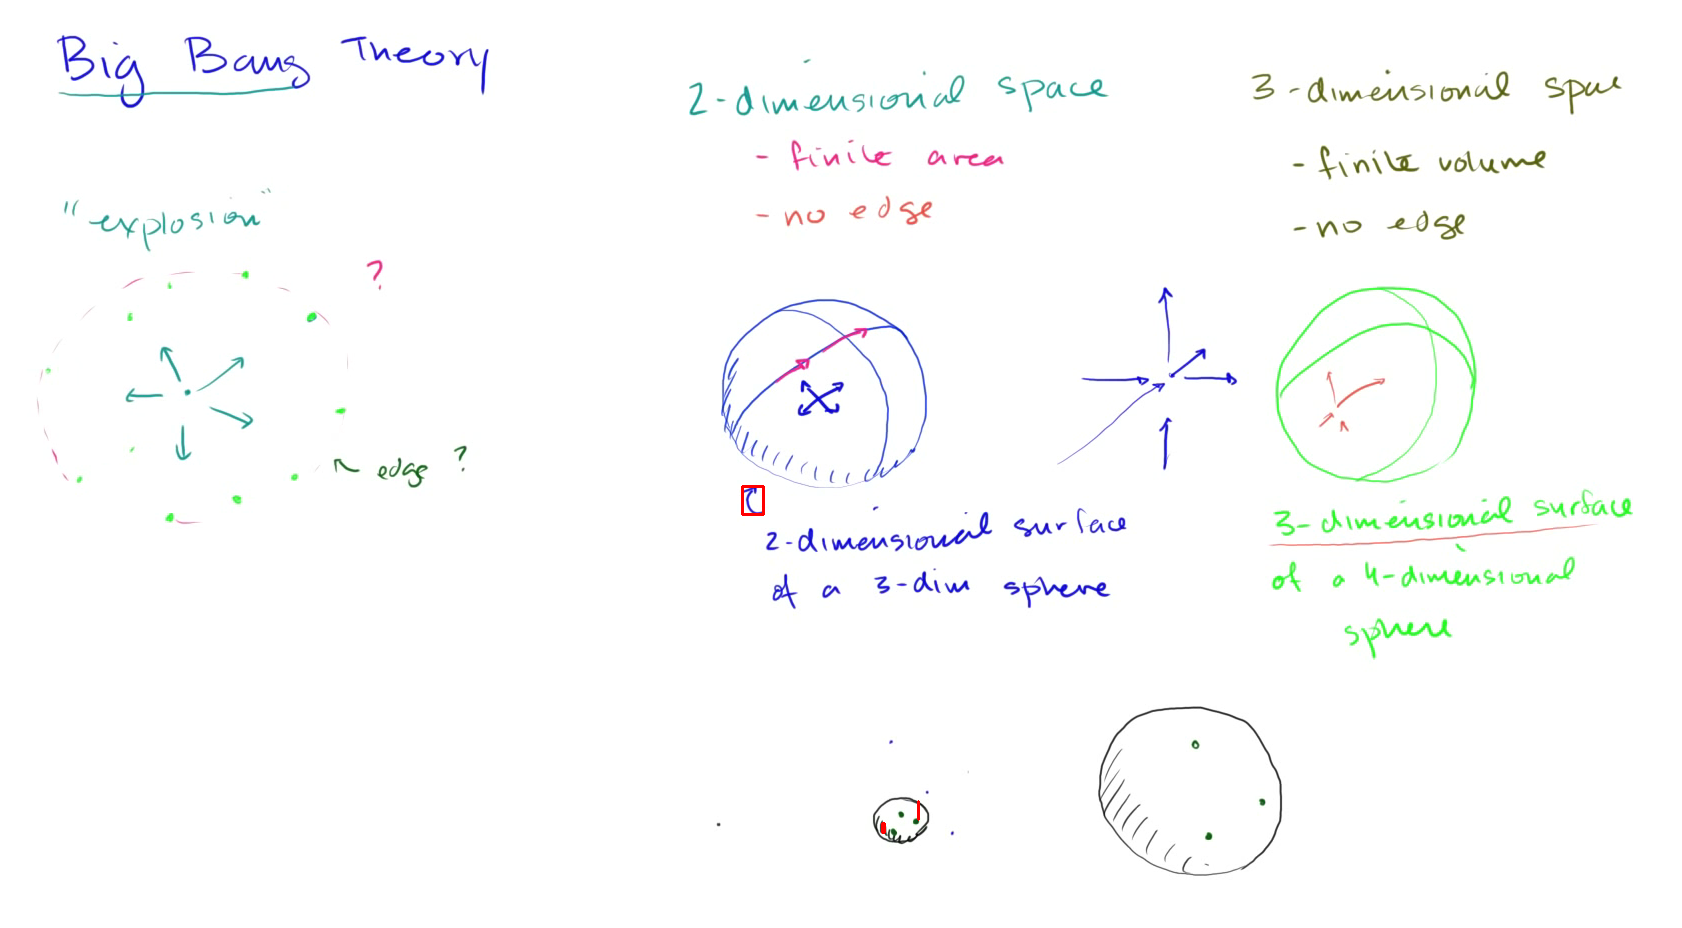 Big Bang Theory
"explosion"
?
edge ?
2-dimensional space
- finite area
- no edge
2-dimensional surface
of a 3-dim sphere
3-dimensional space
- finite volume
- no edge
3-dimensional surface
of a 4-dimensional
sphere